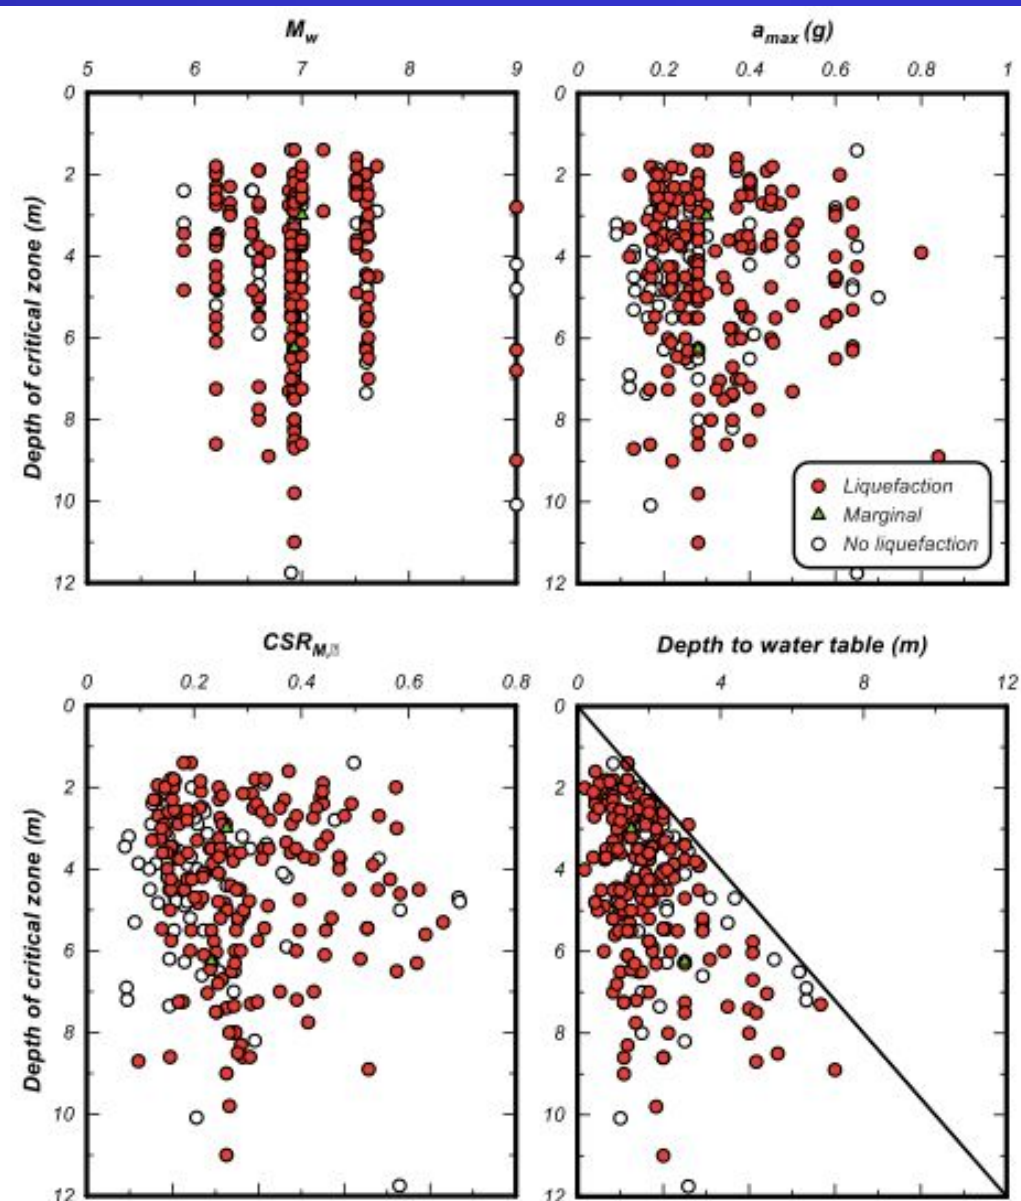 M_w
5 6 7 8 9
0
2
4
6
8
10
12
Depth of critical zone (m)
a_max (g)
0 0.2 0.4 0.6 0.8 1
0
2
4
6
8
10
12
Liquefaction
Marginal
No liquefaction
CSR_M,⍰
0 0.2 0.4 0.6 0.8
0
2
4
6
8
10
12
Depth of critical zone (m)
Depth to water table (m)
0 4 8 12
0
2
4
6
8
10
12